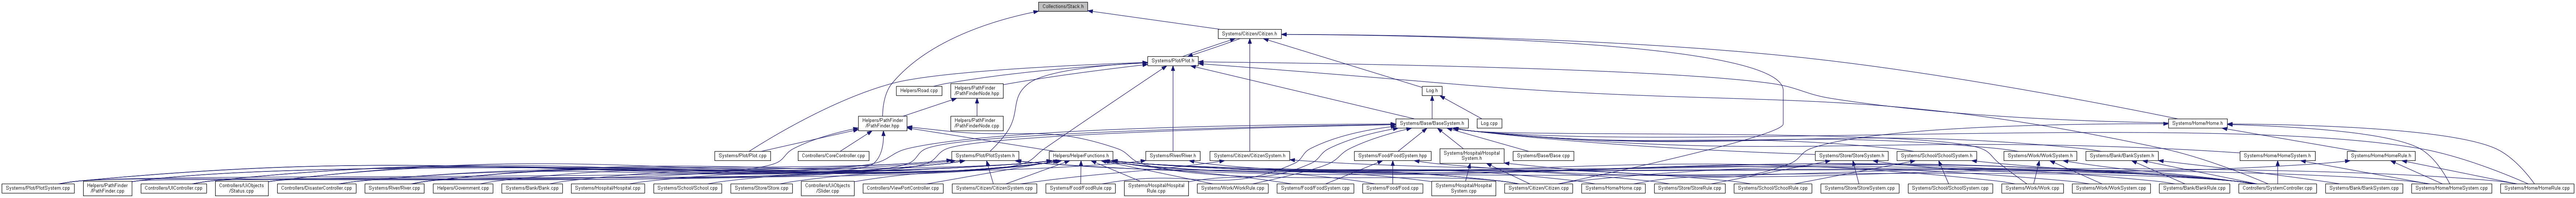 Collections/Stack.h
Systems/Citizen/Citizen.h
Systems/Plot/Plot.h
Helpers/Road.cpp
Helpers/PathFinder
/PathFinderNode.hpp
Log.h
Helpers/PathFinder
/PathFinder.hpp
Helpers/PathFinder
/PathFinderNode.cpp
Systems/Base/BaseSystem.h
Log.cpp
Systems/Home/Home.h
Systems/Plot/Plot.cpp
Controllers/CoreController.cpp
Systems/Plot/PlotSystem.h
Helpers/HelperFunctions.h
Systems/River/River.h
Systems/Citizen/CitizenSystem.h
Systems/Food/FoodSystem.hpp
Systems/Hospital/Hospital
System.h
Systems/Base/Base.cpp
Systems/Store/StoreSystem.h
Systems/School/SchoolSystem.h
Systems/Work/WorkSystem.h
Systems/Bank/BankSystem.h
Systems/Home/HomeSystem.h
Systems/Home/HomeRule.h
Systems/Plot/PlotSystem.cpp
Helpers/PathFinder
/PathFinder.cpp
Controllers/UIController.cpp
Controllers/UiObjects
/Status.cpp
Controllers/DisasterController.cpp
Systems/River/River.cpp
Helpers/Government.cpp
Systems/Bank/Bank.cpp
Systems/Hospital/Hospital.cpp
Systems/School/School.cpp
Systems/Store/Store.cpp
Controllers/UiObjects
/Slider.cpp
Controllers/ViewPortController.cpp
Systems/Citizen/CitizenSystem.cpp
Systems/Food/FoodRule.cpp
Systems/Hospital/Hospital
Rule.cpp
Systems/Work/WorkRule.cpp
Systems/Food/FoodSystem.cpp
Systems/Food/Food.cpp
Systems/Hospital/Hospital
System.cpp
Systems/Citizen/Citizen.cpp
Systems/Home/Home.cpp
Systems/Store/StoreRule.cpp
Systems/School/SchoolRule.cpp
Systems/Store/StoreSystem.cpp
Systems/School/SchoolSystem.cpp
Systems/Work/Work.cpp
Systems/Work/WorkSystem.cpp
Systems/Bank/BankRule.cpp
Controllers/SystemController.cpp
Systems/Bank/BankSystem.cpp
Systems/Home/HomeSystem.cpp
Systems/Home/HomeRule.cpp